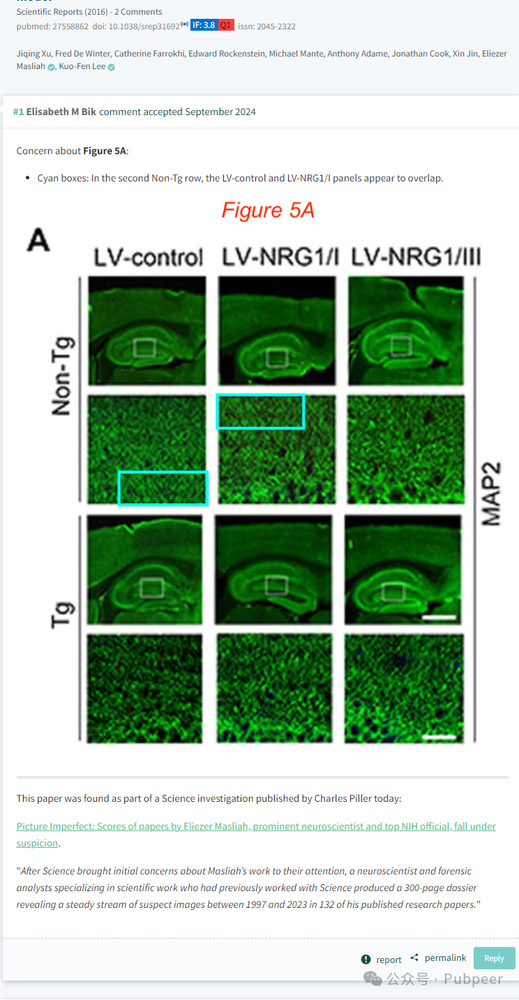 Scientific Reports (2016) - 2 Comments
pubmed: 27558862 doi: 10.1038/srep31692 IF: 3.8 Q1 issn: 2045-2322
Jiqing Xu, Fred De Winter, Catherine Farrokhi, Edward Rockenstein, Michael Mante, Anthony Adame, Jonathan Cook, Xin Jin, Eliezer
Masliah, Kuo-Fen Lee
#1 Elisabeth M Bik comment accepted September 2024
Concern about Figure 5A:
• Cyan boxes: In the second Non-Tg row, the LV-control and LV-NRG1/I panels appear to overlap.
Figure 5A
A
LV-control LV-NRG1/I LV-NRG1/III
Non-Tg
MAP2
Tg
This paper was found as part of a Science investigation published by Charles Piller today:
Picture Imperfect: Scores of papers by Eliezer Masliah, prominent neuroscientist and top NIH official, fall under
suspicion.
"After Science brought initial concerns about Masliah's work to their attention, a neuroscientist and forensic
analysts specializing in scientific work who had previously worked with Science produced a 300-page dossier
revealing a steady stream of suspect images between 1997 and 2023 in 132 of his published research papers."
report permalink Reply
公众号 · Pubpeer